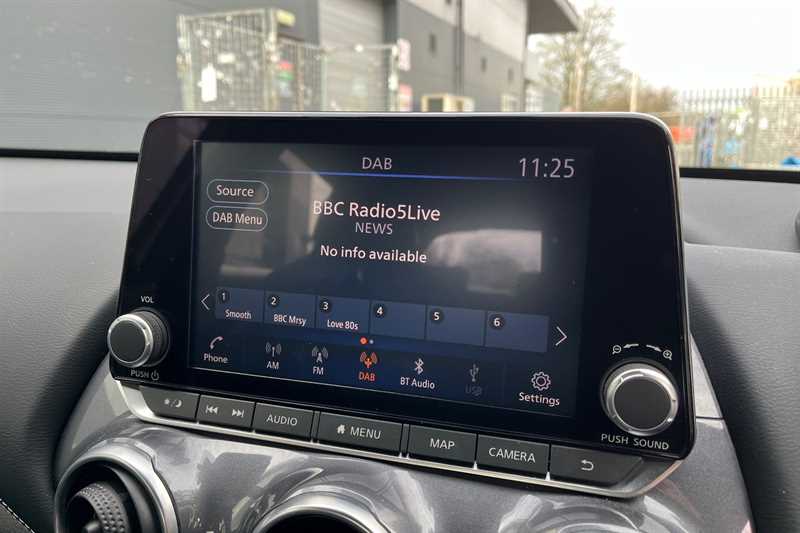 DAB
11:25
Source
DAB Menu
BBC Radio5Live
NEWS
No info available
1
Smooth
2
BBC Mrsy
3
Love 80s
4
5
6
Phone
AM
FM
DAB
BT Audio
USB
Settings
VOL
PUSH
PUSH SOUND
AUDIO
MENU
MAP
CAMERA